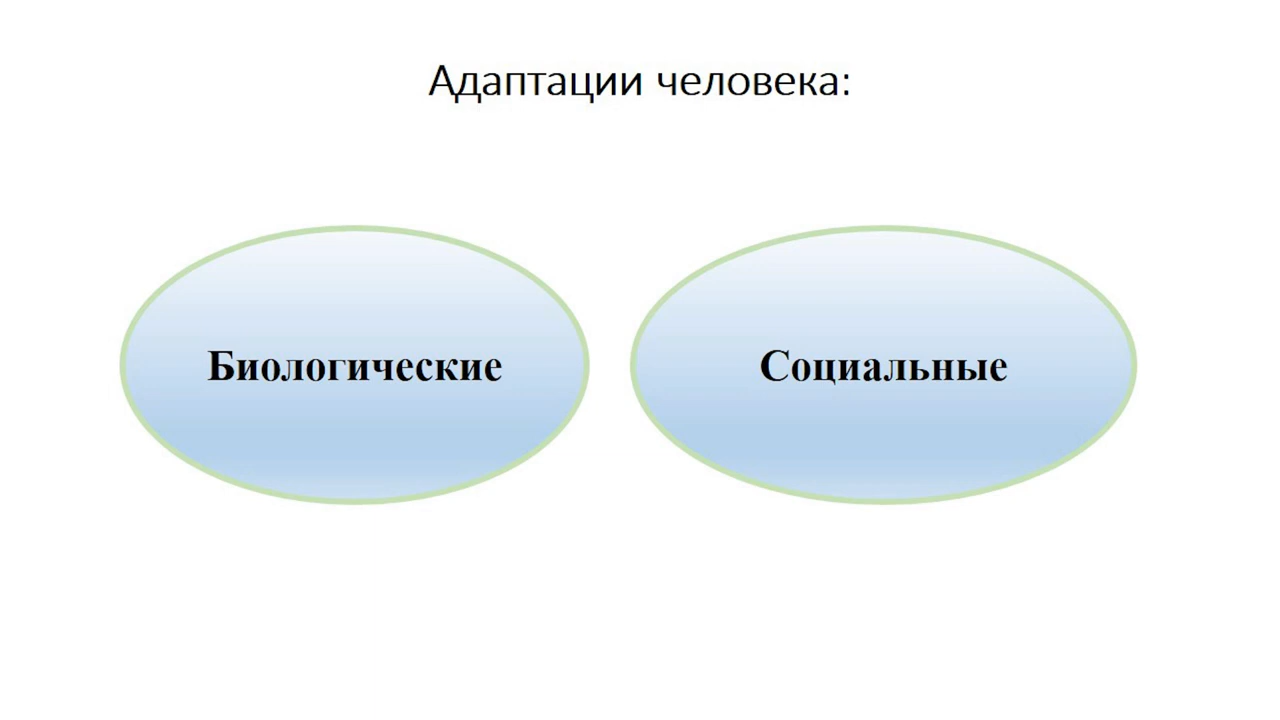 Адаптации человека:
Биологические
Социальные